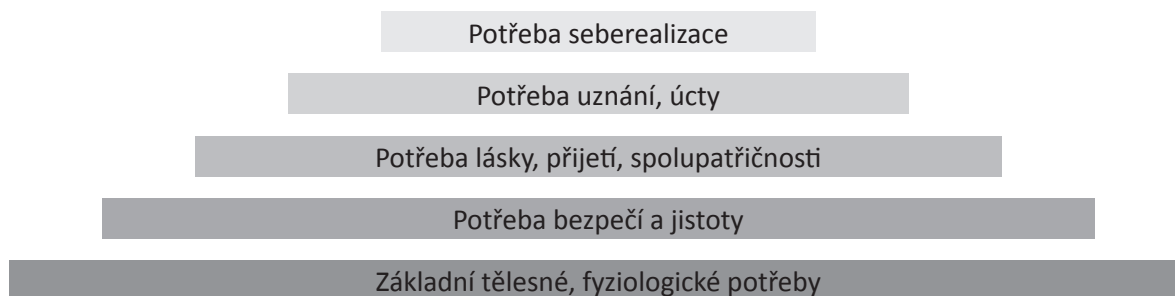 Potřeba seberealizace
Potřeba uznání, úcty
Potřeba lásky, přijetí, spolupatřičnosti
Potřeba bezpečí a jistoty
Základní tělesné, fyziologické potřeby